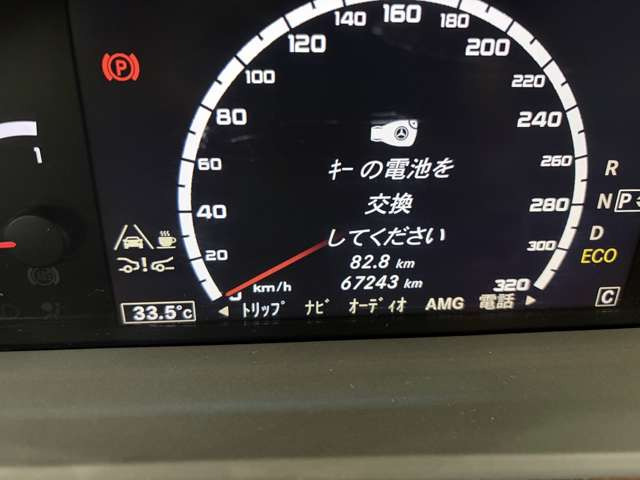 140 160 180
120 200
100 220
80 240
60 260
40 280
20 300
320
1
キーの電池を
交換
してください
82.8 km
67243 km
km/h
33.5°C
トリップ ナビ オーディオ AMG 電話
P
R
N P
D
ECO
C